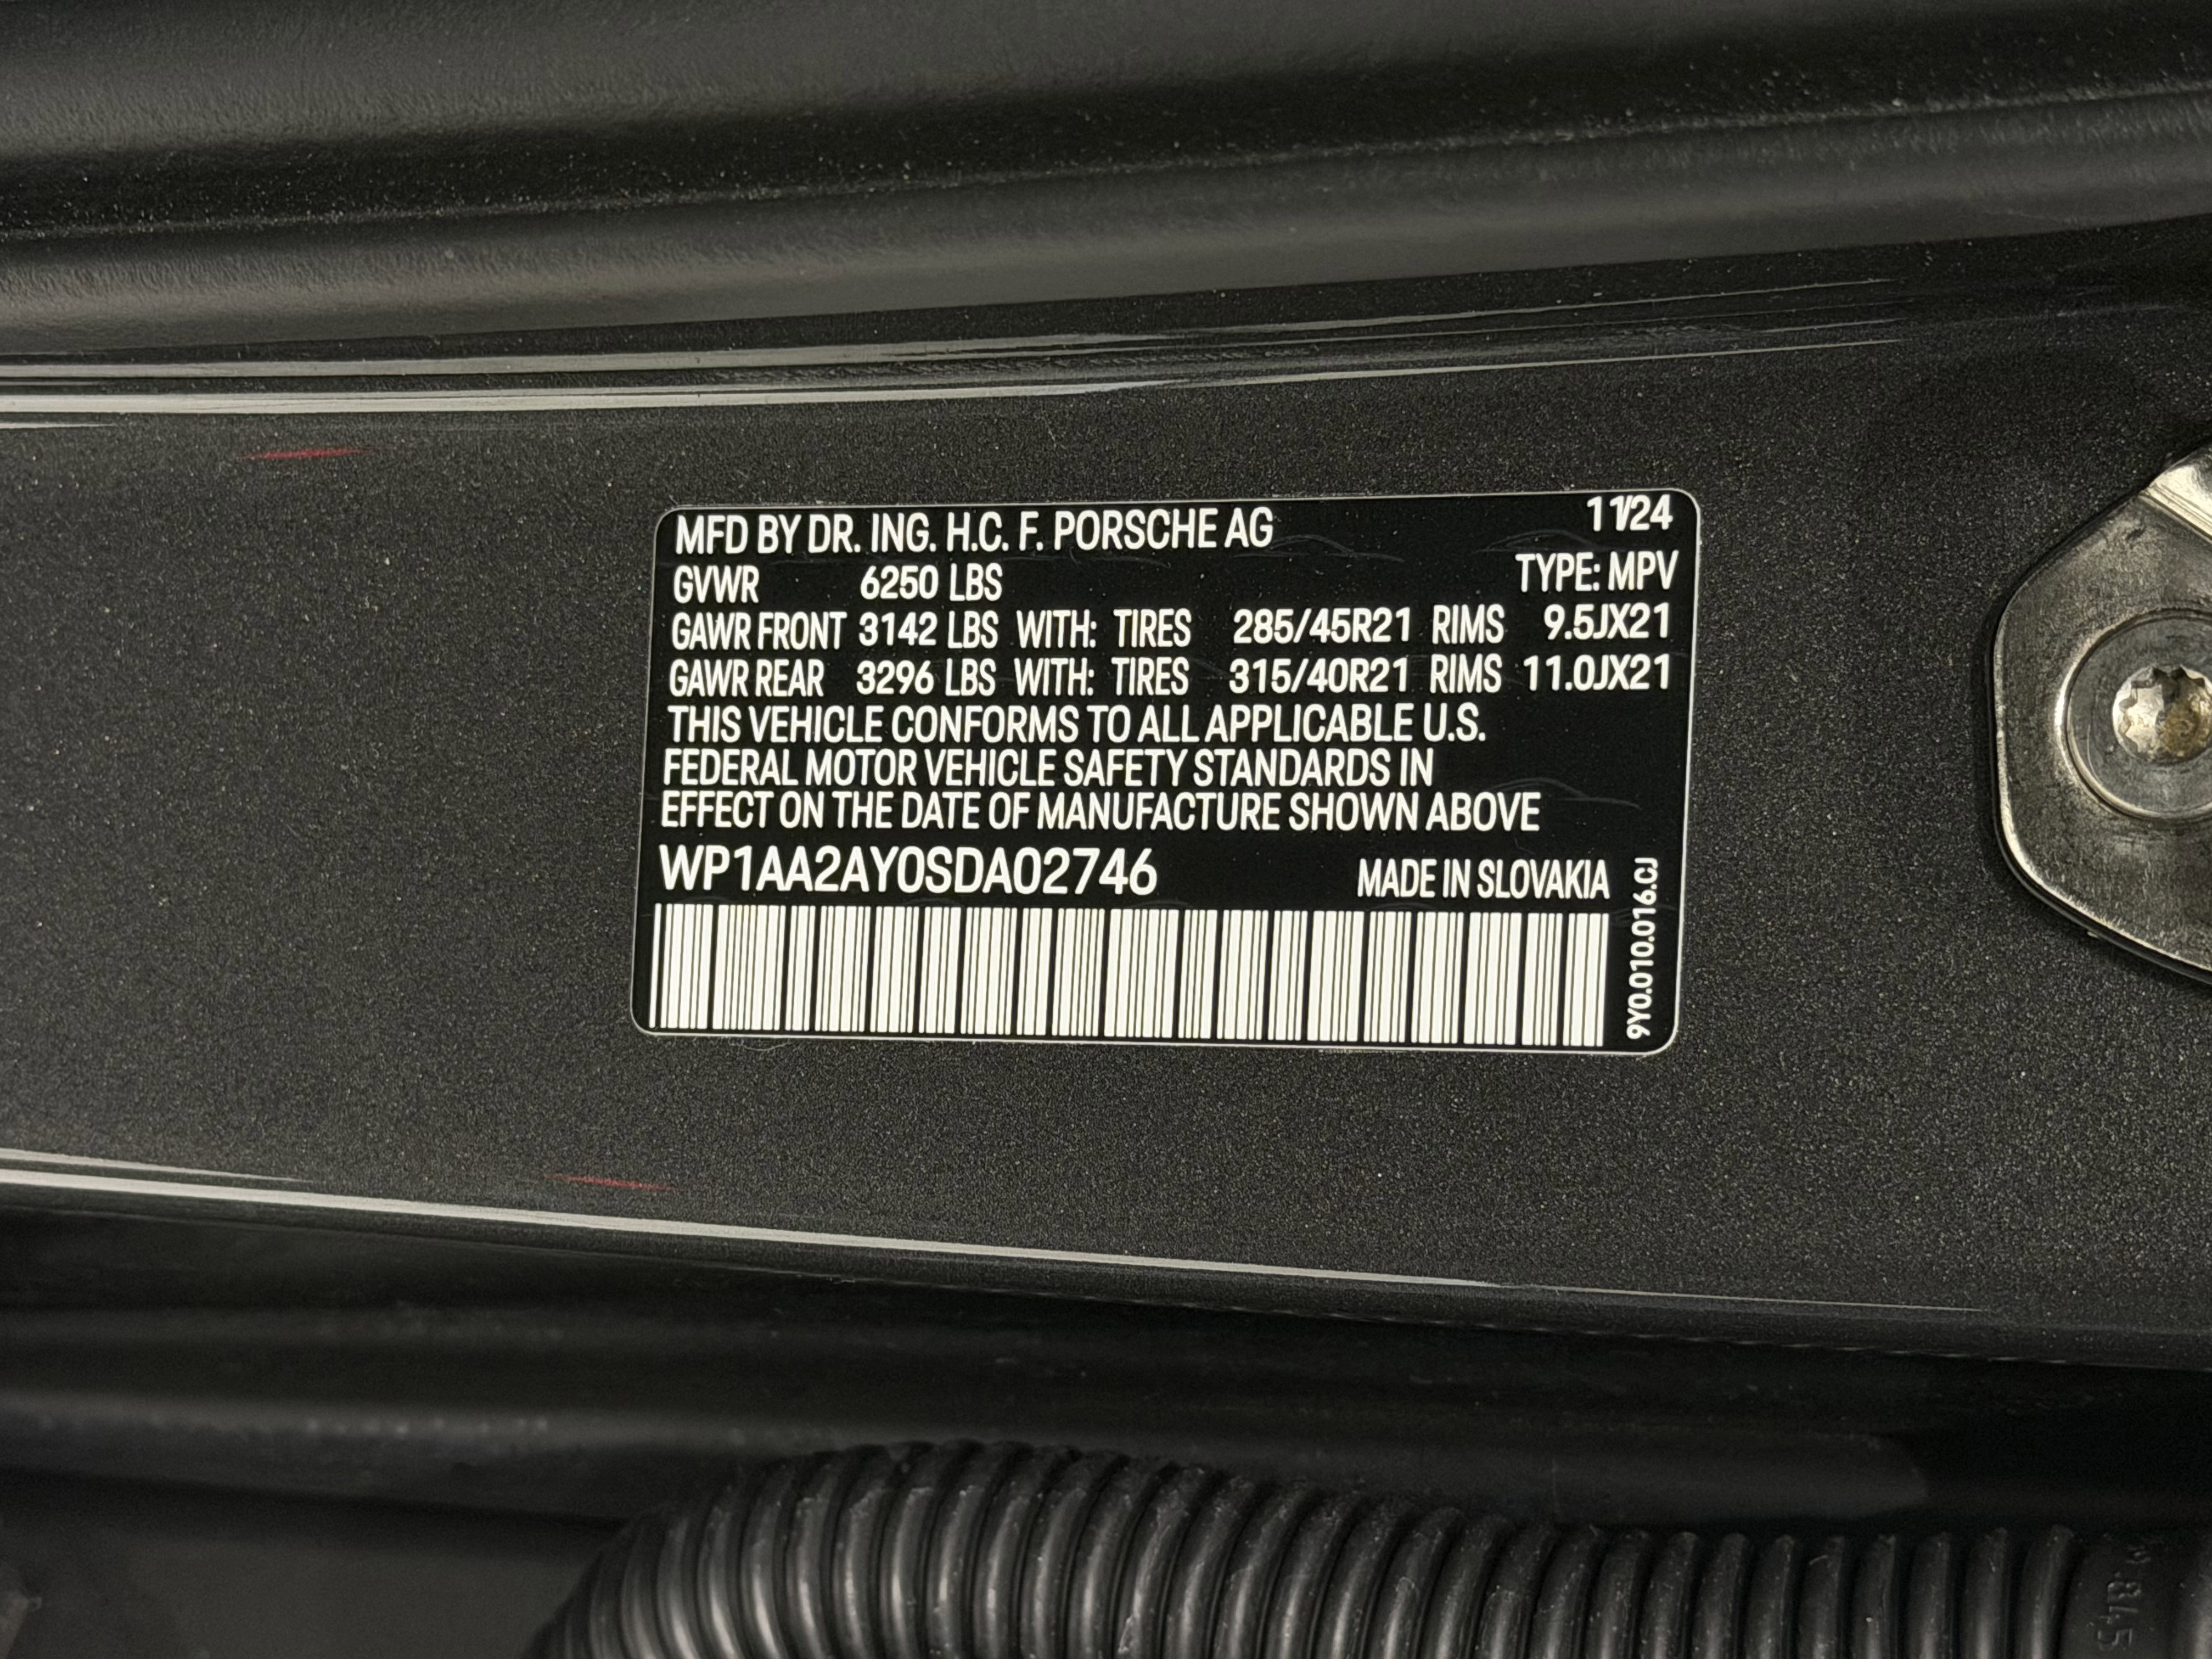 MFD BY DR. ING. H.C. F. PORSCHE AG 11/24
GVWR 6250 LBS TYPE: MPV
GAWR FRONT 3142 LBS WITH: TIRES 285/45R21 RIMS 9.5JX21
GAWR REAR 3296 LBS WITH: TIRES 315/40R21 RIMS 11.0JX21
THIS VEHICLE CONFORMS TO ALL APPLICABLE U.S.
FEDERAL MOTOR VEHICLE SAFETY STANDARDS IN
EFFECT ON THE DATE OF MANUFACTURE SHOWN ABOVE
WP1AA2AY0SDA02746 MADE IN SLOVAKIA
9Y0.010.016.CJ